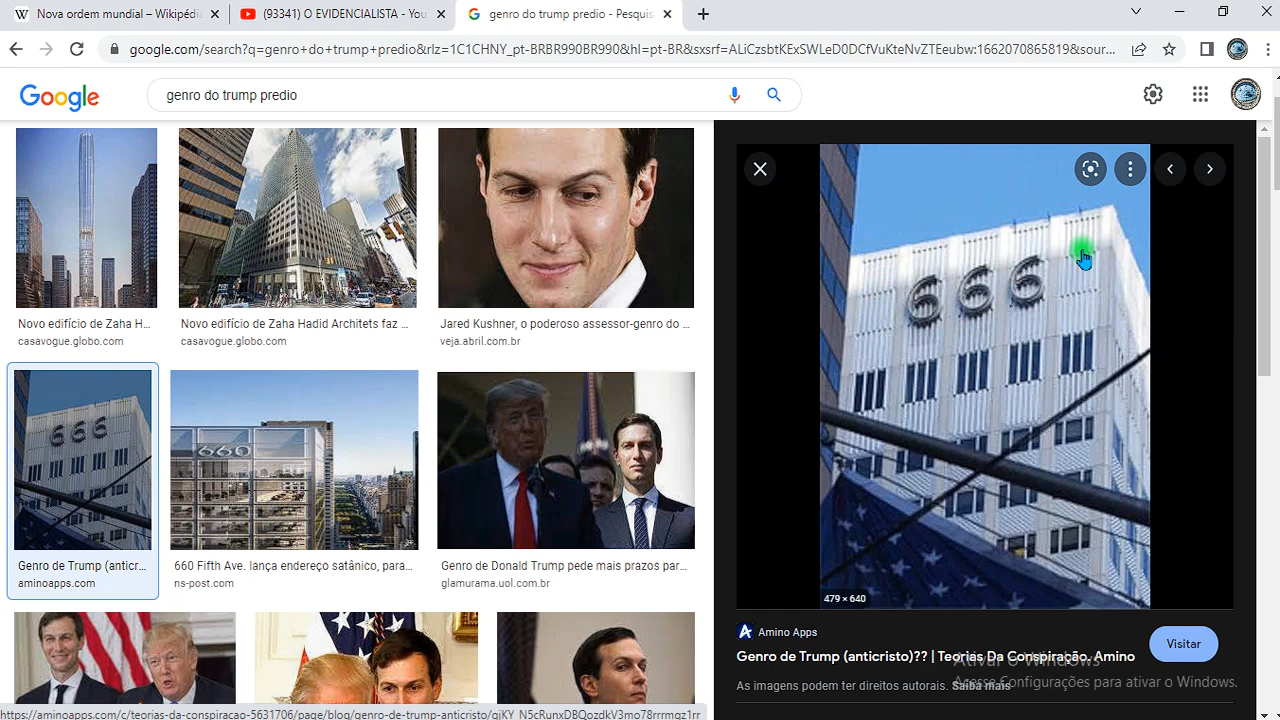 Nova ordem mundial – Wikipédi
(93341) O EVIDENCIALISTA - You
genro do trump predio - Pesquis
google.com/search?q=genro+do+trump+predio&rlz=1C1CHNY_pt-BRBR990BR990&hl=pt-BR&sxsrf=ALiCzsbtKExSWLeD0DCfVuKteNvZTEeubw:1662070865819&sour...
Google
genro do trump predio
Novo edifício de Zaha H...
casavogue.globo.com
Novo edifício de Zaha Hadid Architets faz ...
casavogue.globo.com
Jared Kushner, o poderoso assessor-genro do ...
veja.abril.com.br
666
Genro de Trump (anticr...
aminoapps.com
660
660 Fifth Ave. lança endereço satânico, para...
ns-post.com
Genro de Donald Trump pede mais prazos par...
glamurama.uol.com.br
666
479 × 640
Amino Apps
Visitar
Genro de Trump (anticristo)?? | Teorias Da Conspiração. Amino
As imagens podem ter direitos autorais. Saiba mais
Ativar o Windows
Acesse Configurações para ativar o Windows.
https://aminoapps.com/c/teorias-da-conspiracao-5631706/page/blog/genro-de-trump-anticristo/